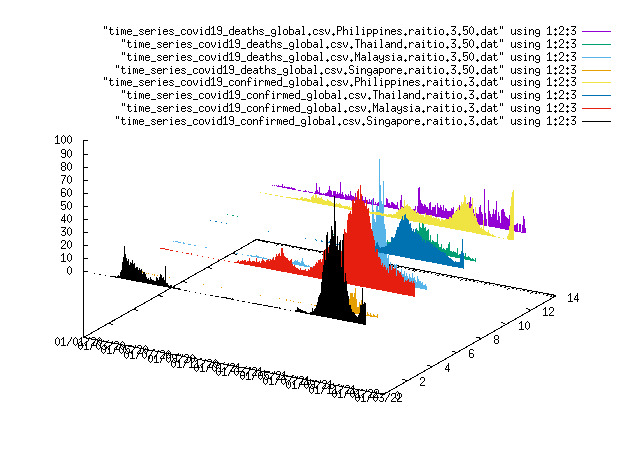 "time_series_covid19_deaths_global.csv.Philippines.raitio.3.50.dat" using 1:2:3
"time_series_covid19_deaths_global.csv.Thailand.raitio.3.50.dat" using 1:2:3
"time_series_covid19_deaths_global.csv.Malaysia.raitio.3.50.dat" using 1:2:3
"time_series_covid19_deaths_global.csv.Singapore.raitio.3.50.dat" using 1:2:3
"time_series_covid19_confirmed_global.csv.Philippines.raitio.3.dat" using 1:2:3
"time_series_covid19_confirmed_global.csv.Thailand.raitio.3.dat" using 1:2:3
"time_series_covid19_confirmed_global.csv.Malaysia.raitio.3.dat" using 1:2:3
"time_series_covid19_confirmed_global.csv.Singapore.raitio.3.dat" using 1:2:3
100
90
80
70
60
50
40
30
20
10
0
14
12
10
8
6
4
2
0
01/03/22